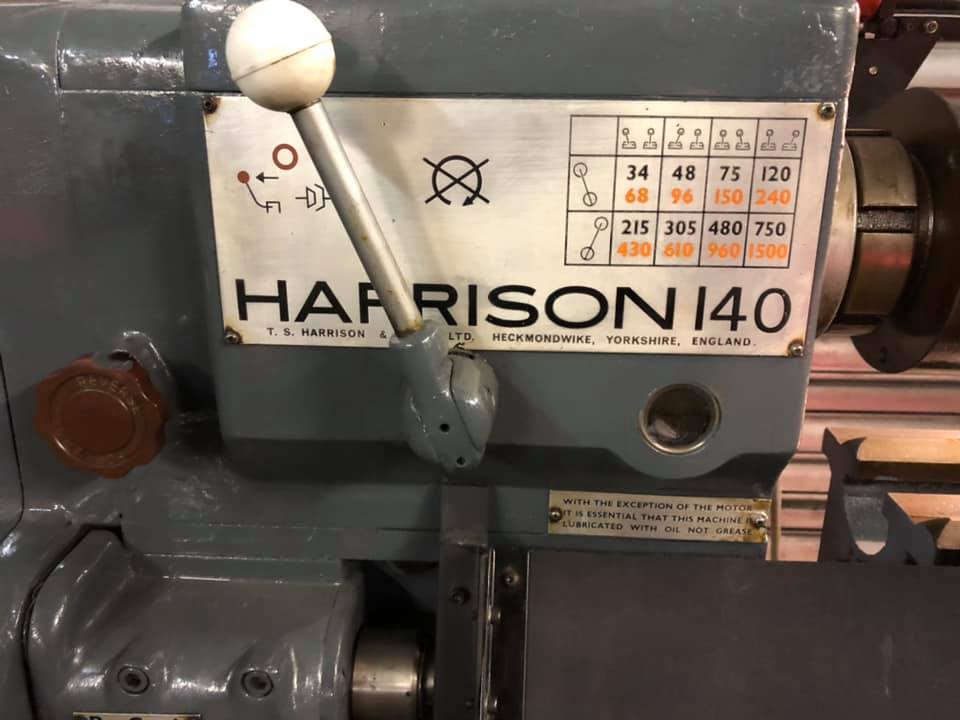 34 48 75 120
68 96 150 240
215 305 480 750
430 610 960 1500
HARRISON 140
T. S. HARRISON & LTD. HECKMONDWIKE, YORKSHIRE, ENGLAND.
REVERSE
WITH THE EXCEPTION OF THE MOTOR
IT IS ESSENTIAL THAT THIS MACHINE IS
LUBRICATED WITH OIL NOT GREASE